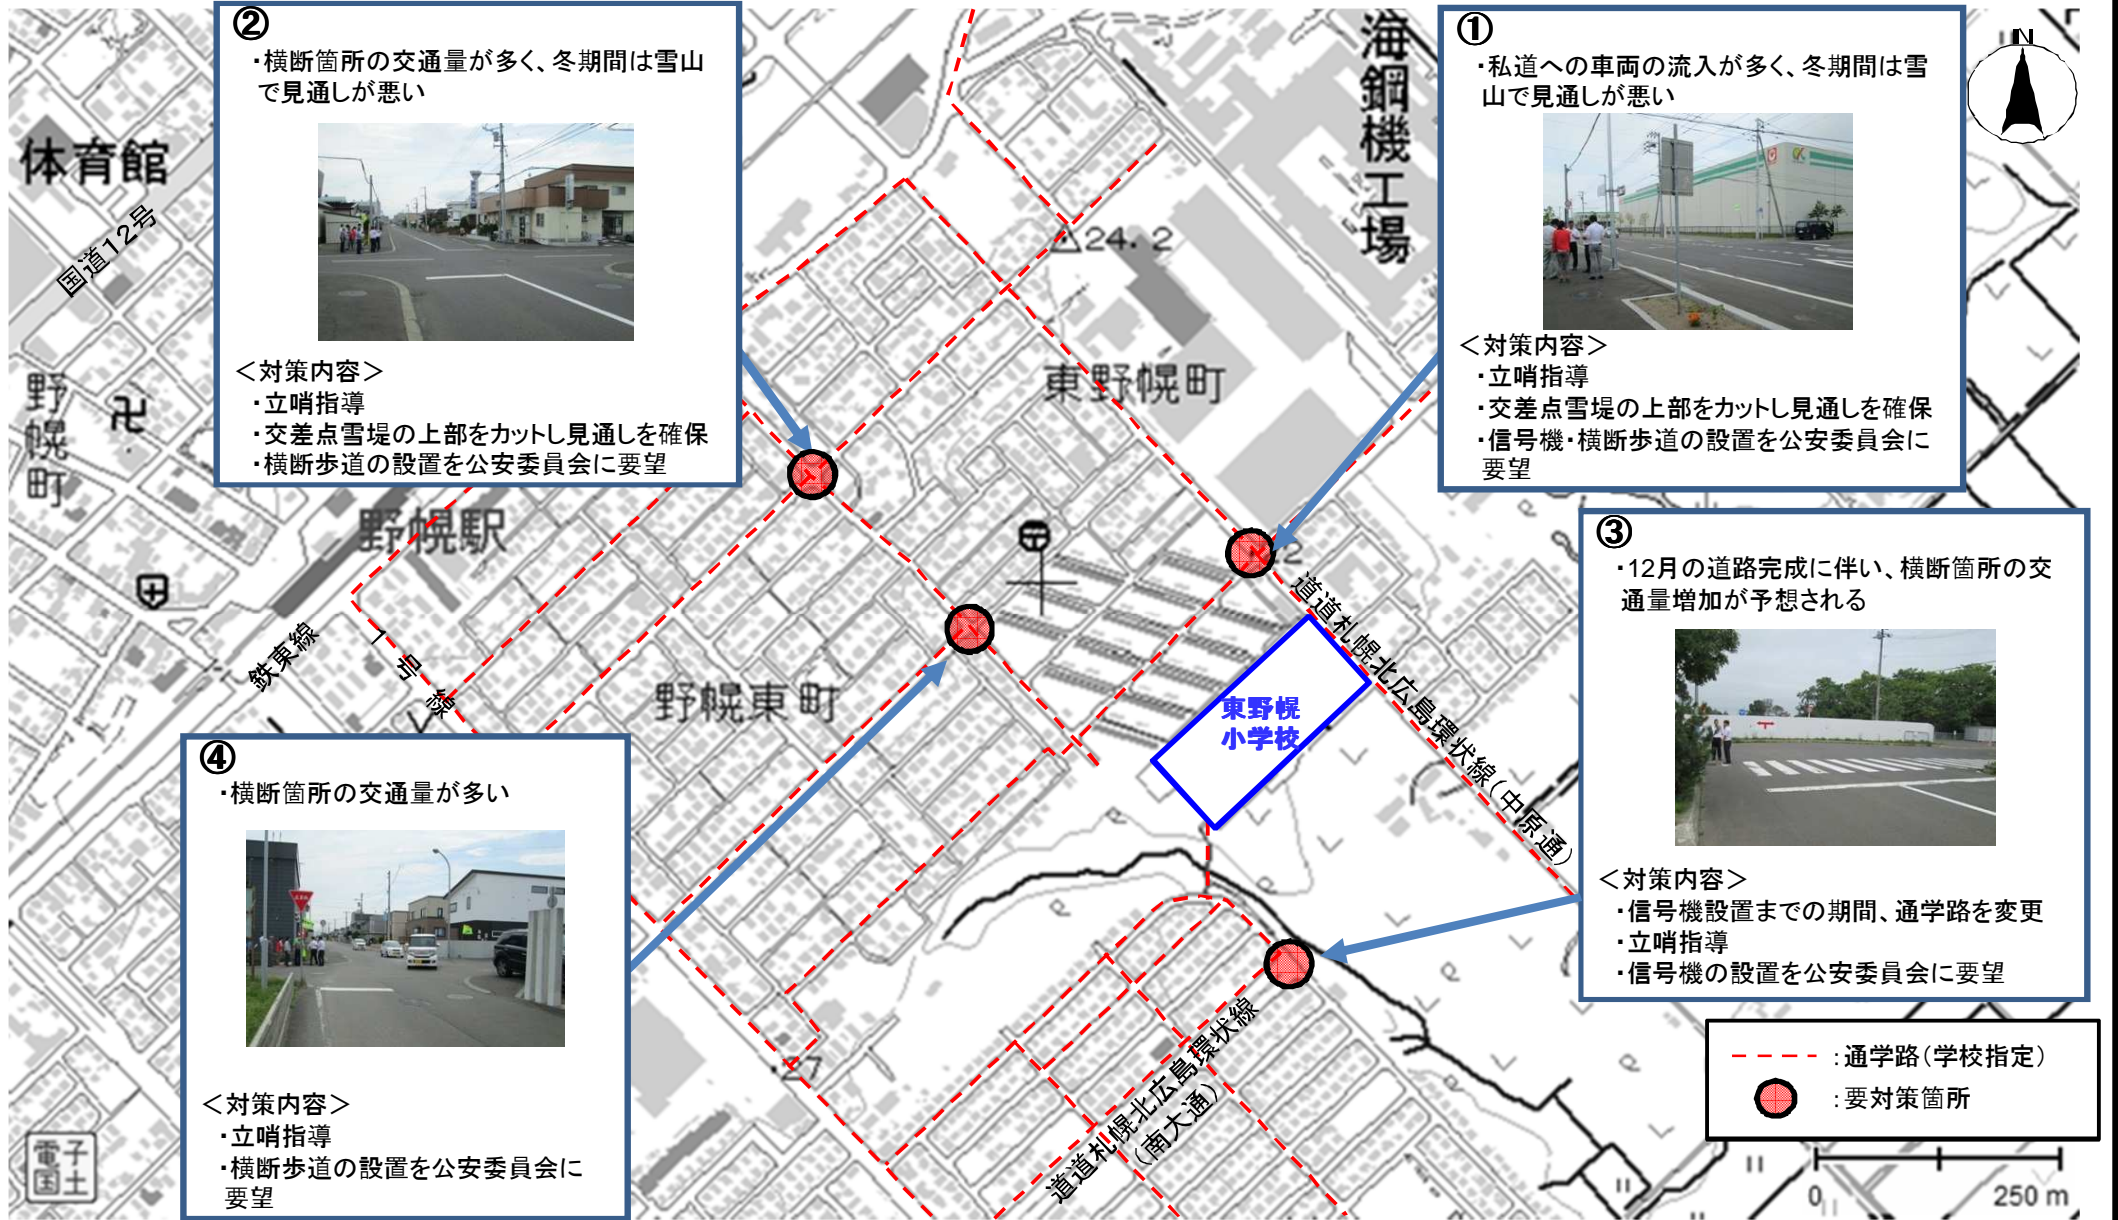 ②
・横断箇所の交通量が多く、冬期間は雪山
で見通しが悪い
＜対策内容＞
・立哨指導
・交差点雪堤の上部をカットし見通しを確保
・横断歩道の設置を公安委員会に要望
①
・私道への車両の流入が多く、冬期間は雪
山で見通しが悪い
＜対策内容＞
・立哨指導
・交差点雪堤の上部をカットし見通しを確保
・信号機・横断歩道の設置を公安委員会に
要望
N
体育館
国道12号
海鋼機工場
24.2
東野幌町
野幌町
野幌駅
鉄東線
1号線
野幌東町
2
道道札幌北広島環状線(中原通)
東野幌
小学校
③
・12月の道路完成に伴い、横断箇所の交
通量増加が予想される
＜対策内容＞
・信号機設置までの期間、通学路を変更
・立哨指導
・信号機の設置を公安委員会に要望
④
・横断箇所の交通量が多い
＜対策内容＞
・立哨指導
・横断歩道の設置を公安委員会に
要望
.27
道道札幌北広島環状線
(南大通)
：通学路(学校指定)
：要対策箇所
0
250 m
電子
国土